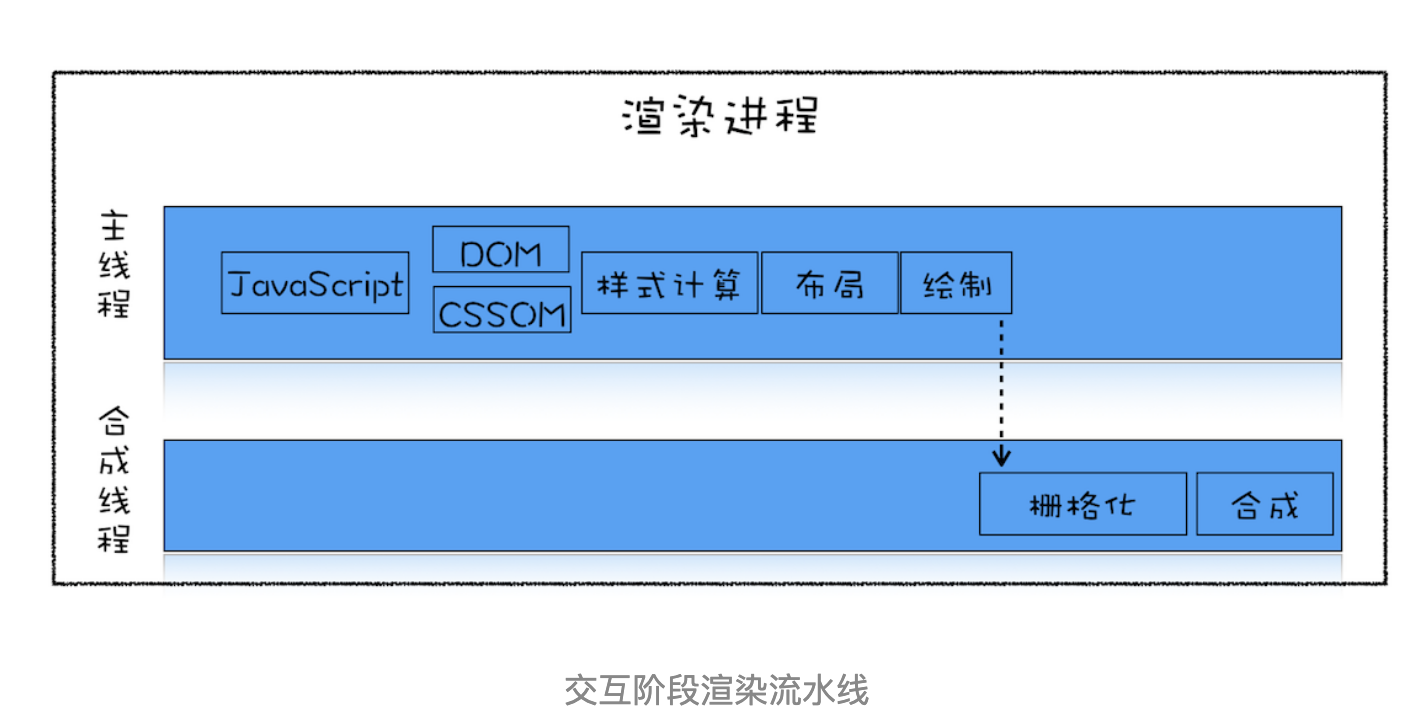 渲染进程
主线程
JavaScript
DOM
CSSOM
样式计算
布局
绘制
合成线程
栅格化
合成
交互阶段渲染流水线